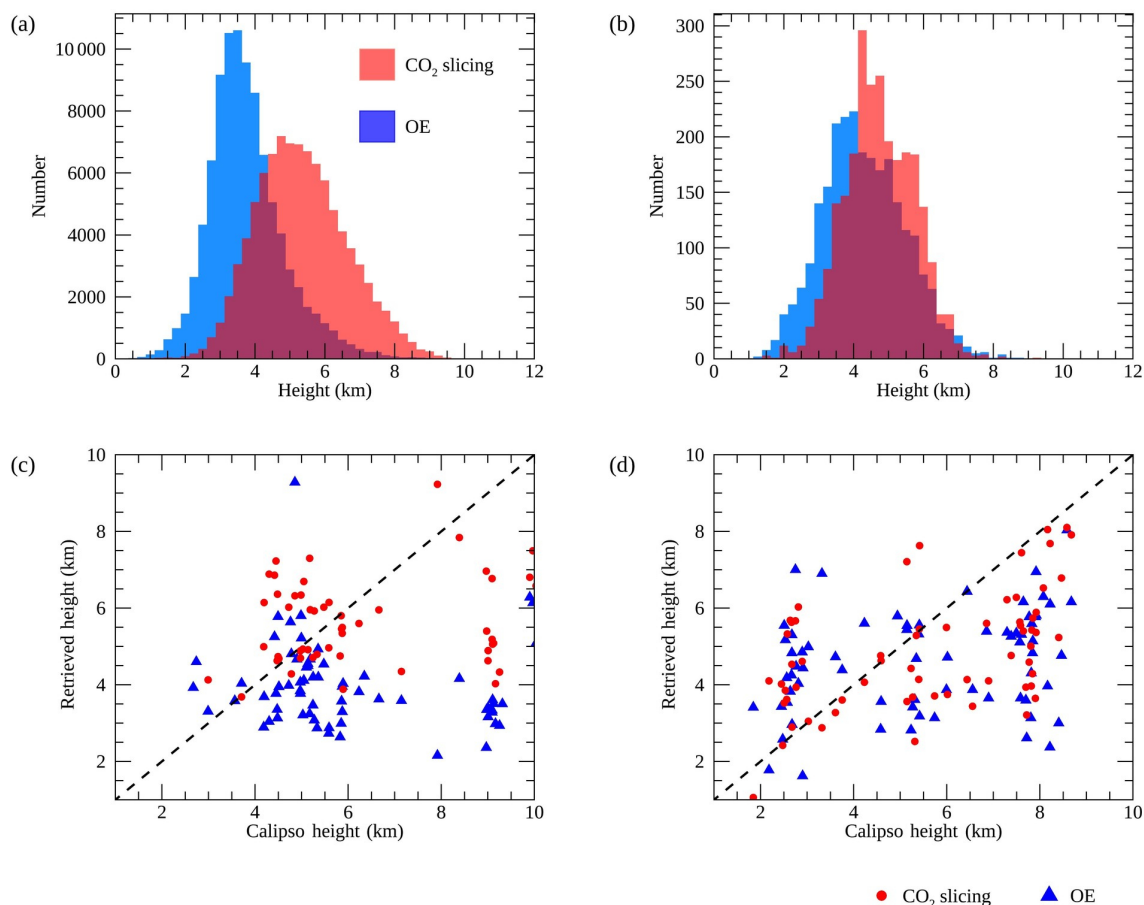 (a)
10 000
8000
6000
4000
2000
0
Number
CO₂ slicing
OE
0 2 4 6 8 10 12
Height (km)
(b)
300
250
200
150
100
50
0
Number
0 2 4 6 8 10 12
Height (km)
(c)
10
8
6
4
2
Retrieved height (km)
2 4 6 8 10
Calipso height (km)
(d)
10
8
6
4
2
Retrieved height (km)
2 4 6 8 10
Calipso height (km)
CO₂ slicing OE